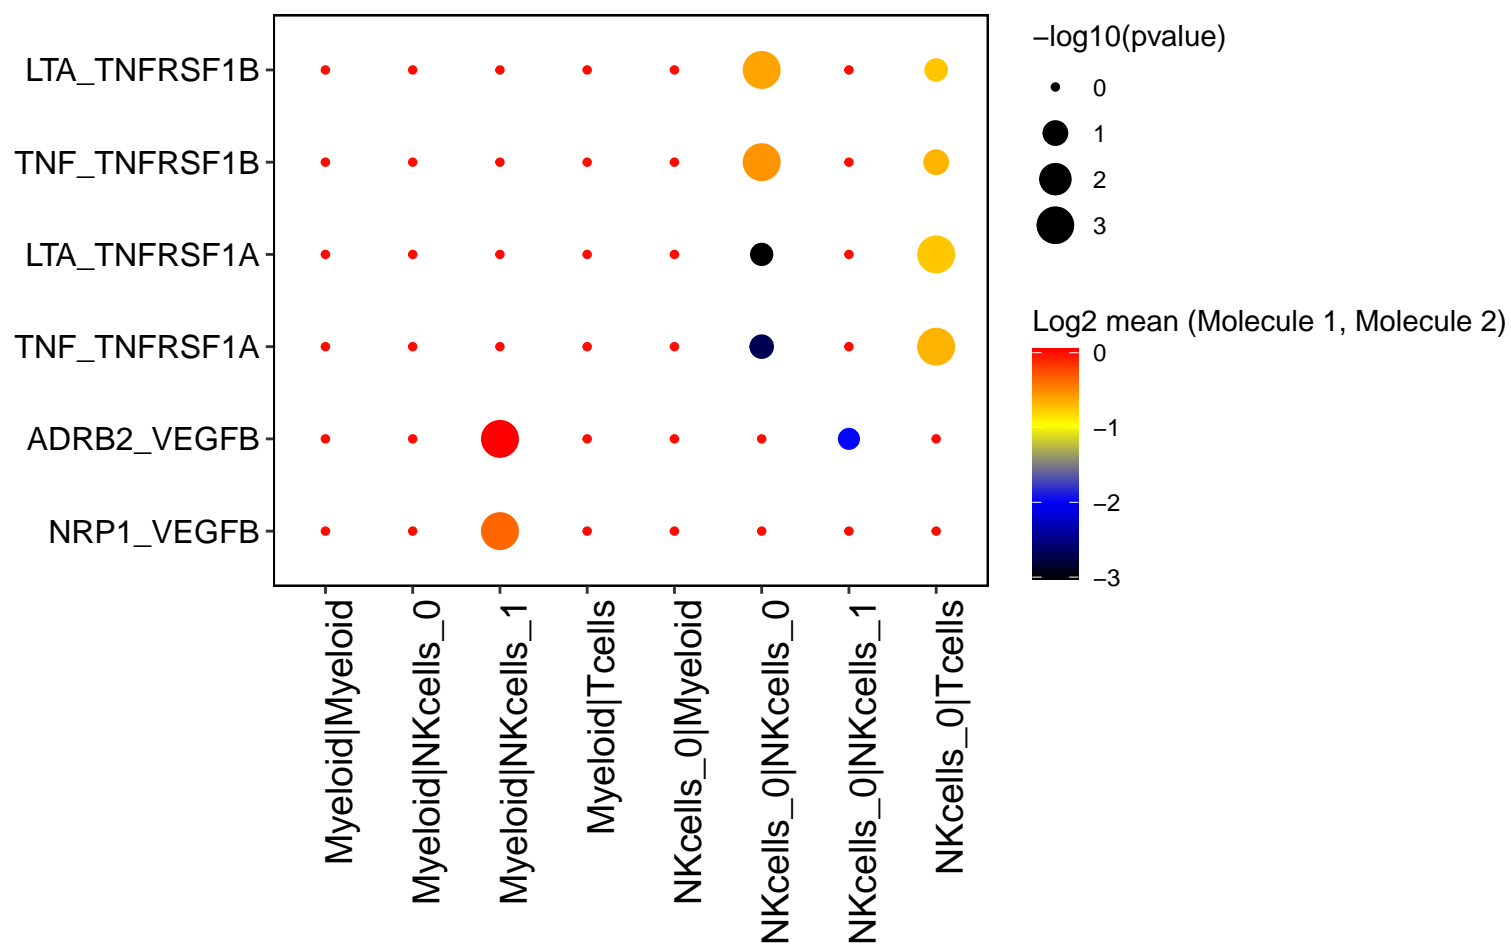 LTA_TNFRSF1B
TNF_TNFRSF1B
LTA_TNFRSF1A
TNF_TNFRSF1A
ADRB2_VEGFB
NRP1_VEGFB
Myeloid|Myeloid
Myeloid|NKcells_0
Myeloid|NKcells_1
Myeloid|Tcells
NKcells_0|Myeloid
NKcells_0|NKcells_0
NKcells_0|NKcells_1
NKcells_0|Tcells
−log10(pvalue)
0
1
2
3
Log2 mean (Molecule 1, Molecule 2)
0
−1
−2
−3